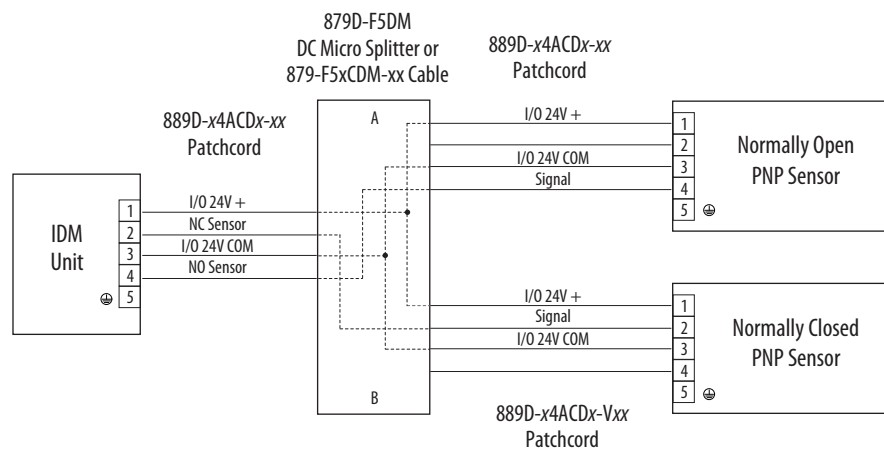 879D-F5DM
DC Micro Splitter or
879-F5xCDM-xx Cable
889D-x4ACDx-xx
Patchcord
889D-x4ACDx-xx
Patchcord
A
I/O 24V +
1
2
I/O 24V COM
3
Signal
4
5
Normally Open
PNP Sensor
IDM
Unit
1
I/O 24V +
2
NC Sensor
3
I/O 24V COM
4
NO Sensor
5
I/O 24V +
1
Signal
2
I/O 24V COM
3
4
5
Normally Closed
PNP Sensor
B
889D-x4ACDx-Vxx
Patchcord